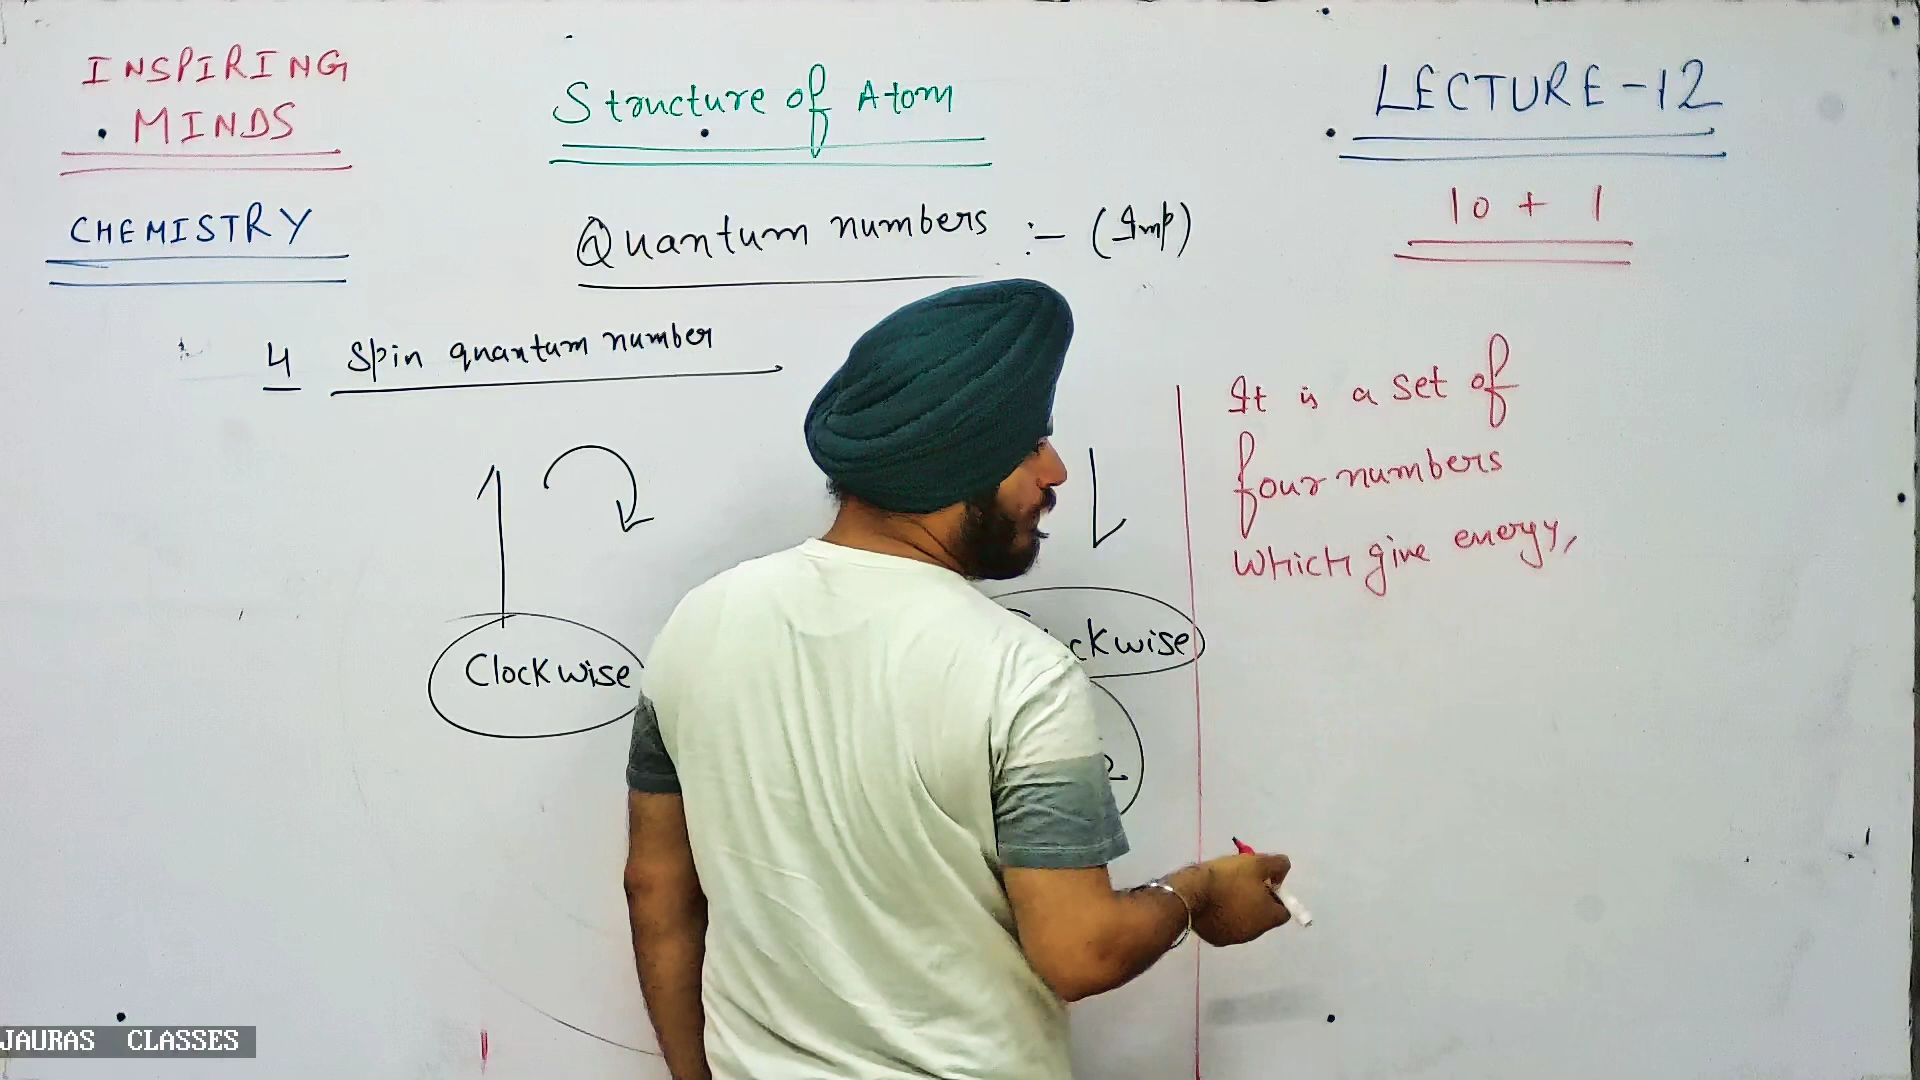 INSPIRING
MINDS
CHEMISTRY
Structure of Atom
LECTURE-12
10 + 1
Quantum numbers :- (Imp)
4 Spin quantum number
Clockwise
It is a set of
four numbers
which give energy,
JAURAS CLASSES